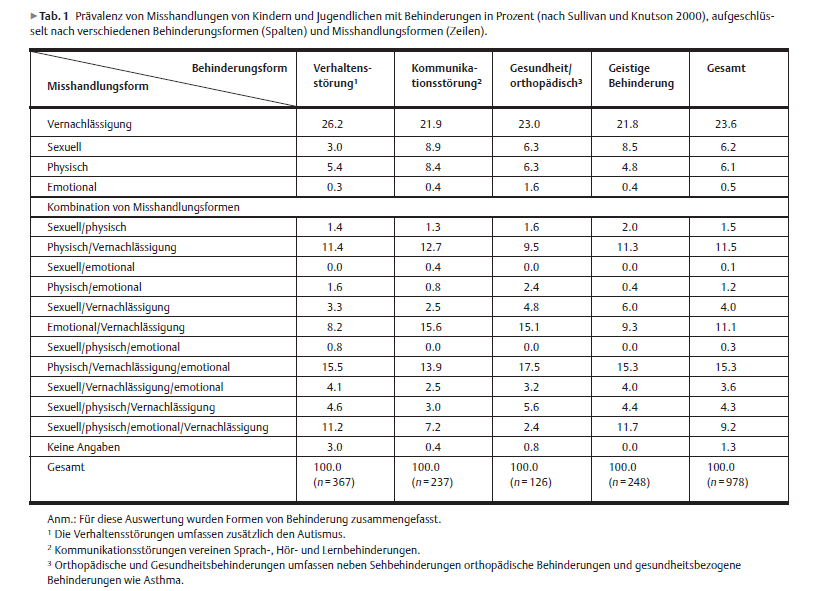 ►Tab. 1 Prävalenz von Misshandlungen von Kindern und Jugendlichen mit Behinderungen in Prozent (nach Sullivan und Knutson 2000), aufgeschlüs-
selt nach verschiedenen Behinderungsformen (Spalten) und Misshandlungsformen (Zeilen).
Behinderungsform Verhaltens- Kommunika- Gesundheit/ Geistige Gesamt
Misshandlungsform störung¹ tionsstörung² orthopädisch³ Behinderung
Vernachlässigung 26.2 21.9 23.0 21.8 23.6
Sexuell 3.0 8.9 6.3 8.5 6.2
Physisch 5.4 8.4 6.3 4.8 6.1
Emotional 0.3 0.4 1.6 0.4 0.5
Kombination von Misshandlungsformen
Sexuell/physisch 1.4 1.3 1.6 2.0 1.5
Physisch/Vernachlässigung 11.4 12.7 9.5 11.3 11.5
Sexuell/emotional 0.0 0.4 0.0 0.0 0.1
Physisch/emotional 1.6 0.8 2.4 0.4 1.2
Sexuell/Vernachlässigung 3.3 2.5 4.8 6.0 4.0
Emotional/Vernachlässigung 8.2 15.6 15.1 9.3 11.1
Sexuell/physisch/emotional 0.8 0.0 0.0 0.0 0.3
Physisch/Vernachlässigung/emotional 15.5 13.9 17.5 15.3 15.3
Sexuell/Vernachlässigung/emotional 4.1 2.5 3.2 4.0 3.6
Sexuell/physisch/Vernachlässigung 4.6 3.0 5.6 4.4 4.3
Sexuell/physisch/emotional/Vernachlässigung 11.2 7.2 2.4 11.7 9.2
Keine Angaben 3.0 0.4 0.8 0.0 1.3
Gesamt 100.0 100.0 100.0 100.0 100.0
(n=367) (n=237) (n=126) (n=248) (n=978)
Anm.: Für diese Auswertung wurden Formen von Behinderung zusammengefasst.
¹ Die Verhaltensstörungen umfassen zusätzlich den Autismus.
² Kommunikationsstörungen vereinen Sprach-, Hör- und Lernbehinderungen.
³ Orthopädische und Gesundheitsbehinderungen umfassen neben Sehbehinderungen orthopädische Behinderungen und gesundheitsbezogene
Behinderungen wie Asthma.